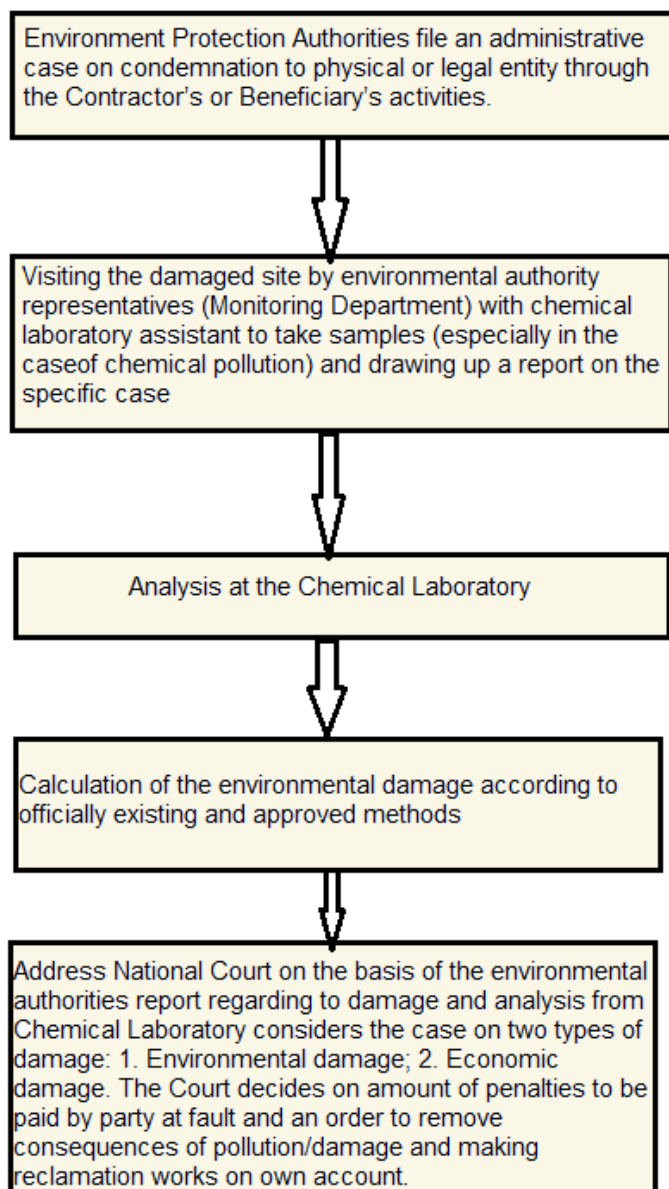 Environment Protection Authorities file an administrative
case on condemnation to physical or legal entity through
the Contractor’s or Beneficiary’s activities.
Visiting the damaged site by environmental authority
representatives (Monitoring Department) with chemical
laboratory assistant to take samples (especially in the
caseof chemical pollution) and drawing up a report on the
specific case
Analysis at the Chemical Laboratory
Calculation of the environmental damage according to
officially existing and approved methods
Address National Court on the basis of the environmental
authorities report regarding to damage and analysis from
Chemical Laboratory considers the case on two types of
damage: 1. Environmental damage; 2. Economic
damage. The Court decides on amount of penalties to be
paid by party at fault and an order to remove
consequences of pollution/damage and making
reclamation works on own account.